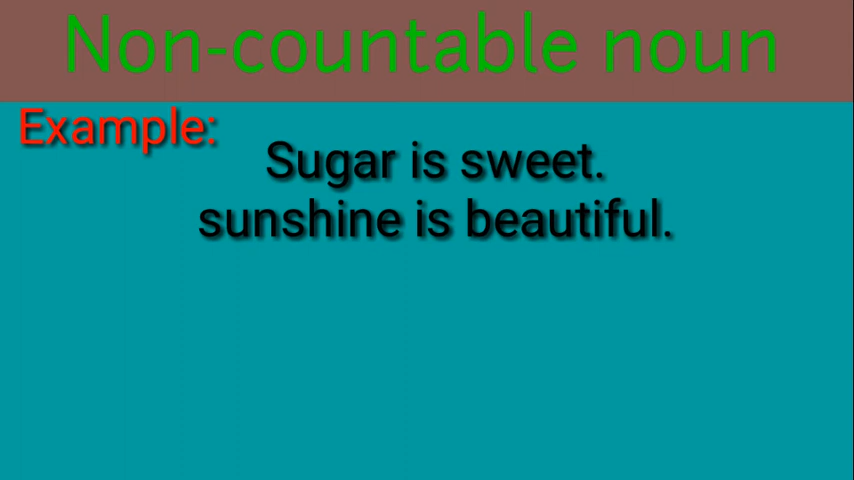 Non-countable noun
Example:
Sugar is sweet.
sunshine is beautiful.